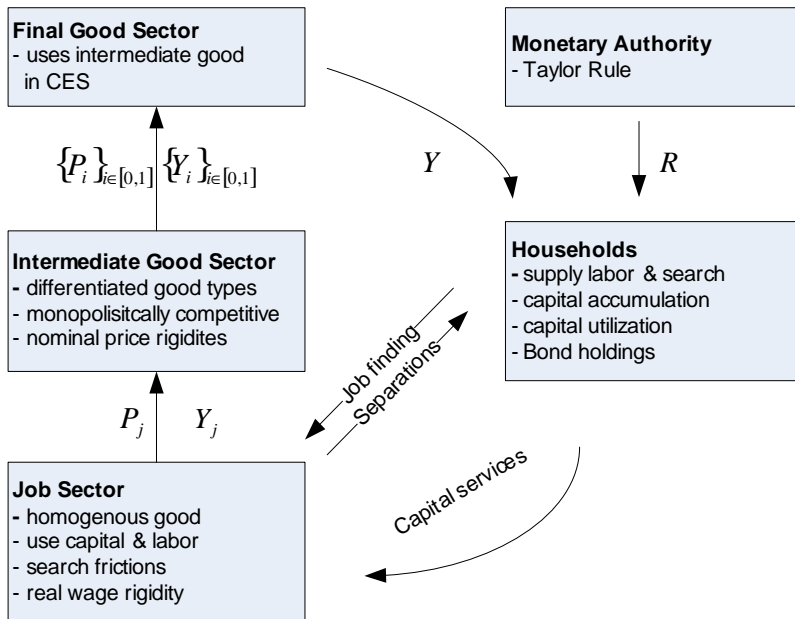 Final Good Sector
- uses intermediate good
in CES
Monetary Authority
- Taylor Rule
{P_i}_{i∈[0,1]} {Y_i}_{i∈[0,1]}
Y
R
Intermediate Good Sector
- differentiated good types
- monopolisitcally competitive
- nominal price rigidites
Households
- supply labor & search
- capital accumulation
- capital utilization
- Bond holdings
Job finding
Separations
P_j Y_j
Job Sector
- homogenous good
- use capital & labor
- search frictions
- real wage rigidity
Capital services